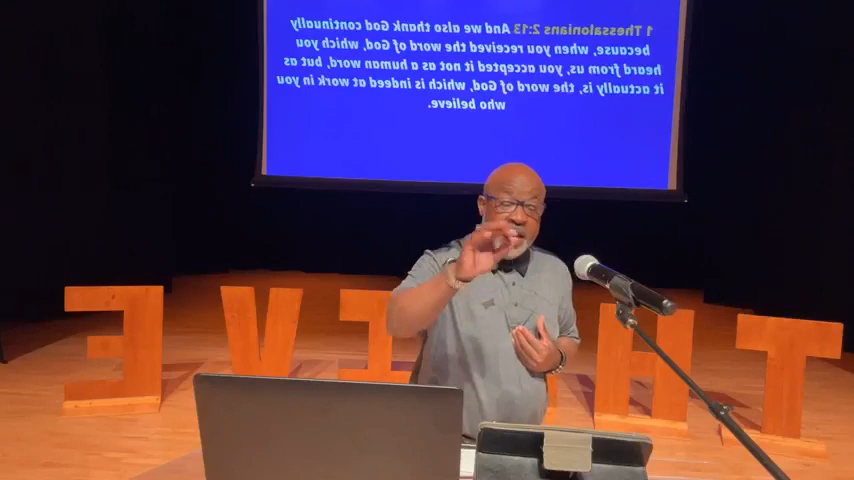 1 Thessalonians 2:13 And we also thank God continually
because, when you received the word of God, which you
heard from us, you accepted it not as a human word, but as
it actually is, the word of God, which is indeed at work in you
who believe.
THRIVE